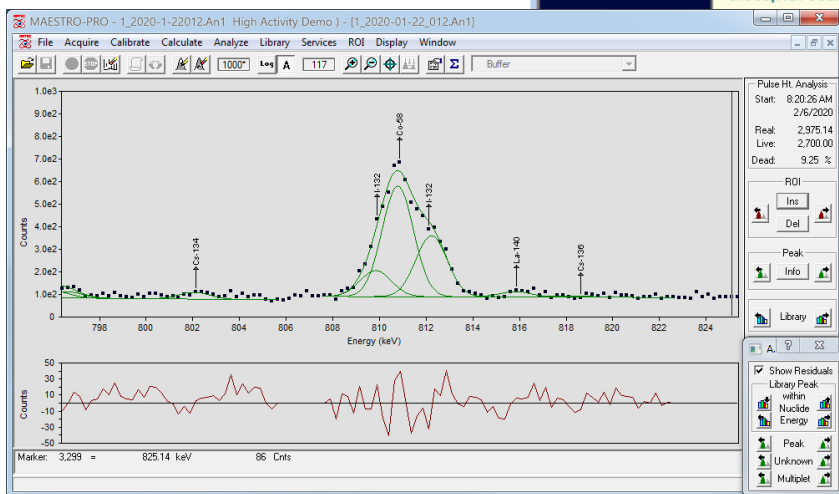 MAESTRO-PRO - 1_2020-1-22012.An1 High Activity Demo ) - [1_2020-01-22_012.An1]
File Acquire Calibrate Calculate Analyze Library Services ROI Display Window
STOP 1000* Log A 117 Σ Buffer
Pulse Ht. Analysis
Start: 8:20:26 AM
2/6/2020
Real: 2,975.14
Live: 2,700.00
Dead: 9.25 %
ROI
Ins
Del
Peak
Info
Library
1.0e3
9.0e2
8.0e2
7.0e2
6.0e2
5.0e2
4.0e2
3.0e2
2.0e2
1.0e2
0
Counts
Cs-134
I-132
Co-58
I-132
La-140
Cs-136
798 800 802 804 806 808 810 812 814 816 818 820 822 824
Energy (keV)
50
30
10
-10
-30
-50
Counts
Marker: 3,299 = 825.14 keV 86 Cnts
A. ?
Show Residuals
Library Peak
within
Nuclide
Energy
Peak
Unknown
Multiplet